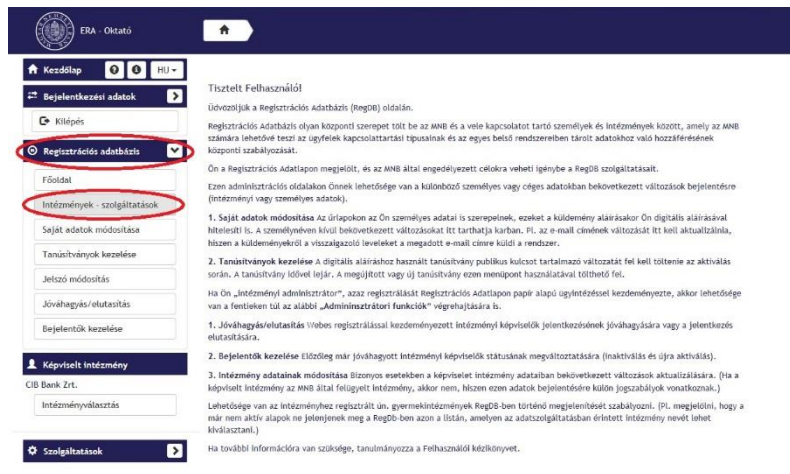 ERA - Oktató
Kezdőlap
HU
Bejelentkezési adatok
Kilépés
Regisztrációs adatbázis
Főoldal
Intézmények - szolgáltatások
Saját adatok módosítása
Tanúsítványok kezelése
Jelszó módosítás
Jóváhagyás/elutasítás
Bejelentők kezelése
Képviselt intézmény
CIB Bank Zrt.
Intézményválasztás
Szolgáltatások
Tisztelt Felhasználó!
Üdvözöljük a Regisztrációs Adatbázis (RegDB) oldalán.
Regisztrációs Adatbázis olyan központi szerepet tölt be az MNB és a vele kapcsolatot tartó személyek és intézmények között, amely az MNB
számára lehetővé teszi az ügyfelek kapcsolattartási típusainak és az egyes belső rendszereiben tárolt adatokhoz való hozzáférésének
központi szabályozását.
Ön a Regisztrációs Adatlapon megjelölt, és az MNB által engedélyezett célokra veheti igénybe a RegDB szolgáltatásait.
Ezen adminisztrációs oldalakon Önnek lehetősége van a különböző személyes vagy céges adatokban bekövetkezett változások bejelentésre
(intézményi vagy személyes adatok).
1. Saját adatok módosítása Az űrlapokon az Ön személyes adatai is szerepelnek, ezeket a küldemény aláírásakor Ön digitális aláírásával
hitelesíti is. A személynéven kívül bekövetkezett változásokat itt tarthatja karban. Pl. az e-mail címének változását itt kell aktualizálnia,
hiszen a küldeményekről a visszaigazoló leveleket a megadott e-mail címre küldi a rendszer.
2. Tanúsítványok kezelése A digitális aláíráshoz használt tanúsítvány publikus kulcsot tartalmazó változatát fel kell töltenie az aktiválás
során. A tanúsítvány idővel lejár. A megújított vagy új tanúsítvány ezen menüpont használatával tölthető fel.
Ha Ön „intézményi adminisztrátor”, azaz regisztrálását Regisztrációs Adatlapon papír alapú ügyintézéssel kezdeményezte, akkor lehetősége
van a fentieken túl az alábbi „Admininsztrátori funkciók” végrehajtására is.
1. Jóváhagyás/elutasítás Webes regisztrálással kezdeményezett intézményi képviselők jelentkezésének jóváhagyására vagy a jelentkezés
elutasítására.
2. Bejelentők kezelése Előzőleg már jóváhagyott intézményi képviselők státusának megváltoztatására (inaktiválás és újra aktiválás).
3. Intézmény adatainak módosítása Bizonyos esetekben a képviselet intézmény adataiban bekövetkezett változások aktualizálására. (Ha a
képviselt intézmény az MNB által felügyelt intézmény, akkor nem, hiszen ezen adatok bejelentésére külön jogszabályok vonatkoznak.)
Lehetősége van az intézményhez regisztrált ún. gyermekintézmények RegDB-ben történő megjelenítését szabályozni. (Pl. megjelölni, hogy a
már nem aktív alapok ne jelenjenek meg a RegDb-ben azon a listán, amelyen az adatszolgáltatásban érintett intézmény nevét lehet
kiválasztani.)
Ha további információra van szüksége, tanulmányozza a Felhasználói kézikönyvet.